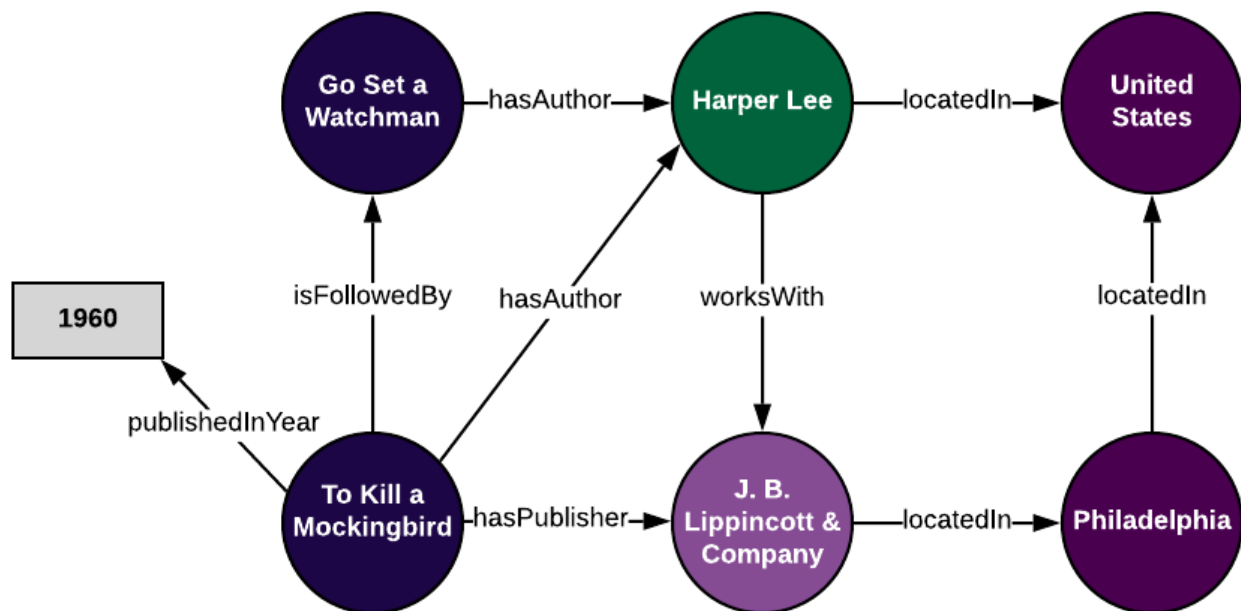 Go Set a
Watchman
hasAuthor
Harper Lee
locatedIn
United
States
isFollowedBy
hasAuthor
worksWith
locatedIn
1960
publishedInYear
To Kill a
Mockingbird
hasPublisher
J. B.
Lippincott &
Company
locatedIn
Philadelphia